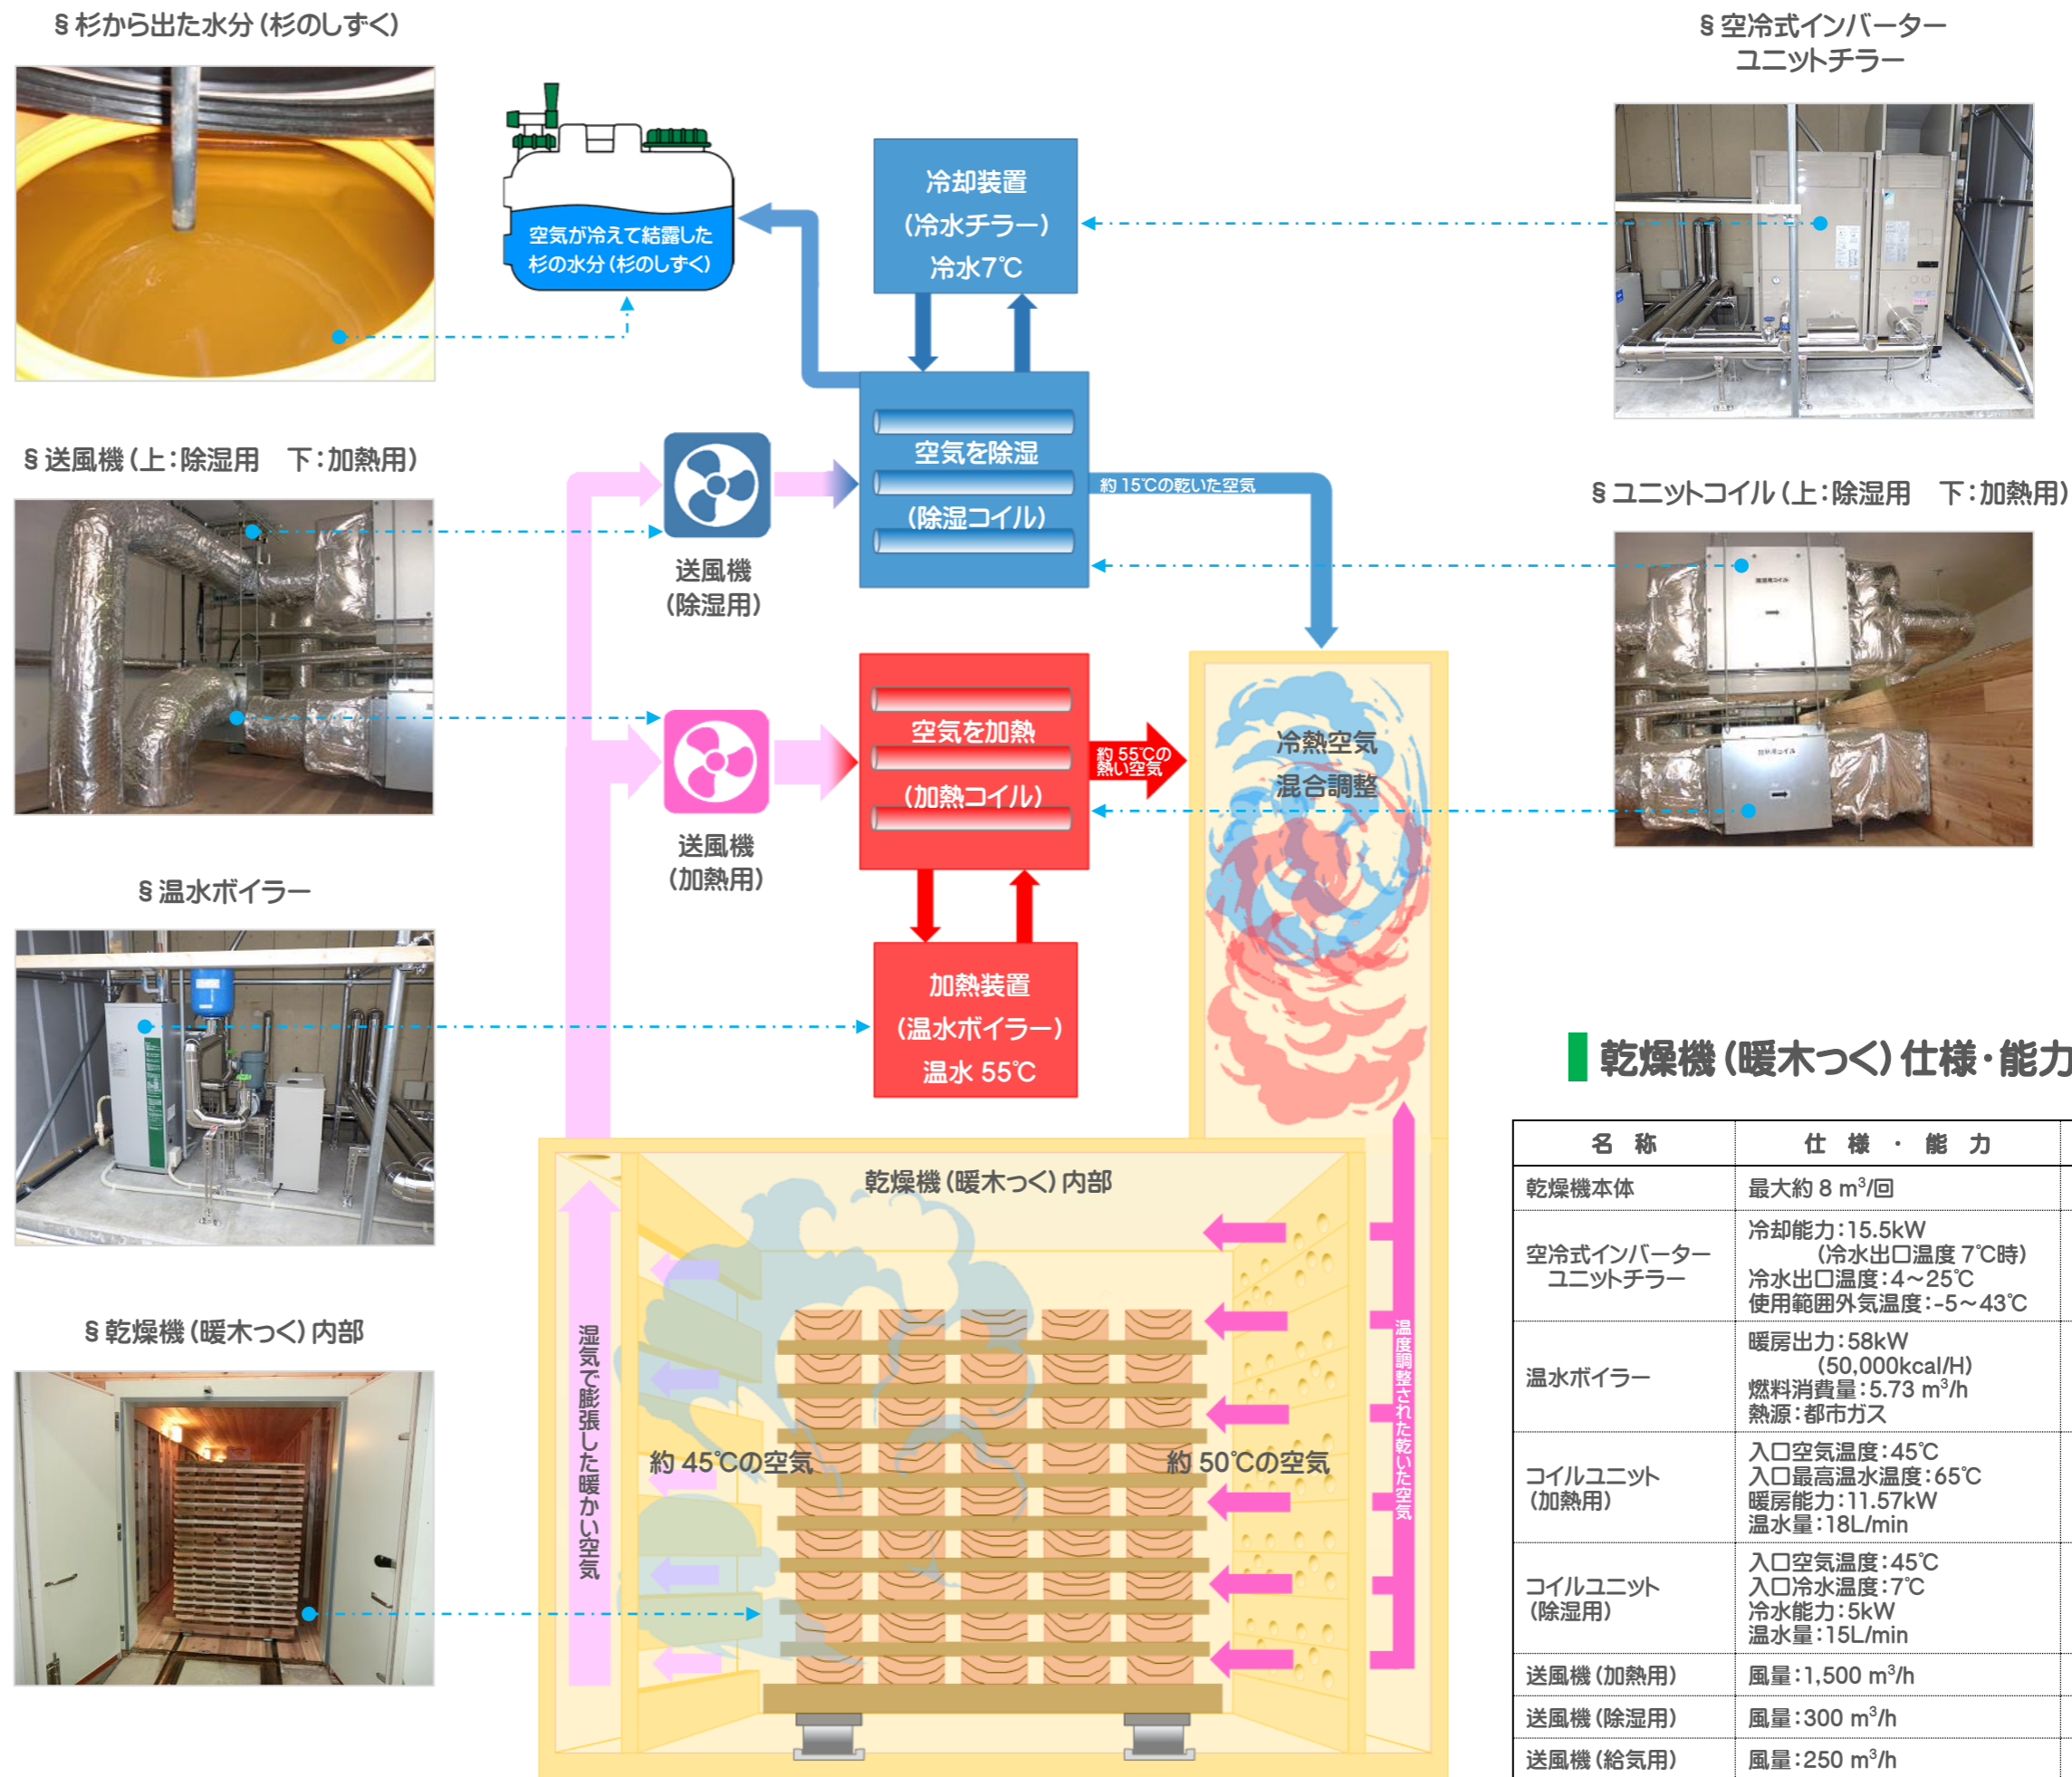 §杉から出た水分(杉のしずく)
§空冷式インバーター
ユニットチラー
空気が冷えて結露した
杉の水分(杉のしずく)
冷却装置
(冷水チラー)
冷水7℃
§送風機(上:除湿用　下:加熱用)
空気を除湿
(除湿コイル)
約15℃の乾いた空気
§ユニットコイル(上:除湿用　下:加熱用)
送風機
(除湿用)
空気を加熱
(加熱コイル)
約55℃の
熱い空気
冷熱空気
混合調整
送風機
(加熱用)
§温水ボイラー
加熱装置
(温水ボイラー)
温水55℃
§乾燥機(暖木つく)内部
乾燥機(暖木つく)内部
湿気で膨張した暖かい空気
約45℃の空気
約50℃の空気
温度調整された乾いた空気
乾燥機(暖木つく)仕様・能力
名 称　仕 様 ・ 能 力
乾燥機本体　最大約 8 m³/回
空冷式インバーター
ユニットチラー
冷却能力:15.5kW
(冷水出口温度 7℃時)
冷水出口温度:4～25℃
使用範囲外気温度:-5～43℃
温水ボイラー
暖房出力:58kW
(50,000kcal/H)
燃料消費量:5.73 m³/h
熱源:都市ガス
コイルユニット
(加熱用)
入口空気温度:45℃
入口最高温水温度:65℃
暖房能力:11.57kW
温水量:18L/min
コイルユニット
(除湿用)
入口空気温度:45℃
入口冷水温度:7℃
冷水能力:5kW
温水量:15L/min
送風機(加熱用)　風量:1,500 m³/h
送風機(除湿用)　風量:300 m³/h
送風機(給気用)　風量:250 m³/h